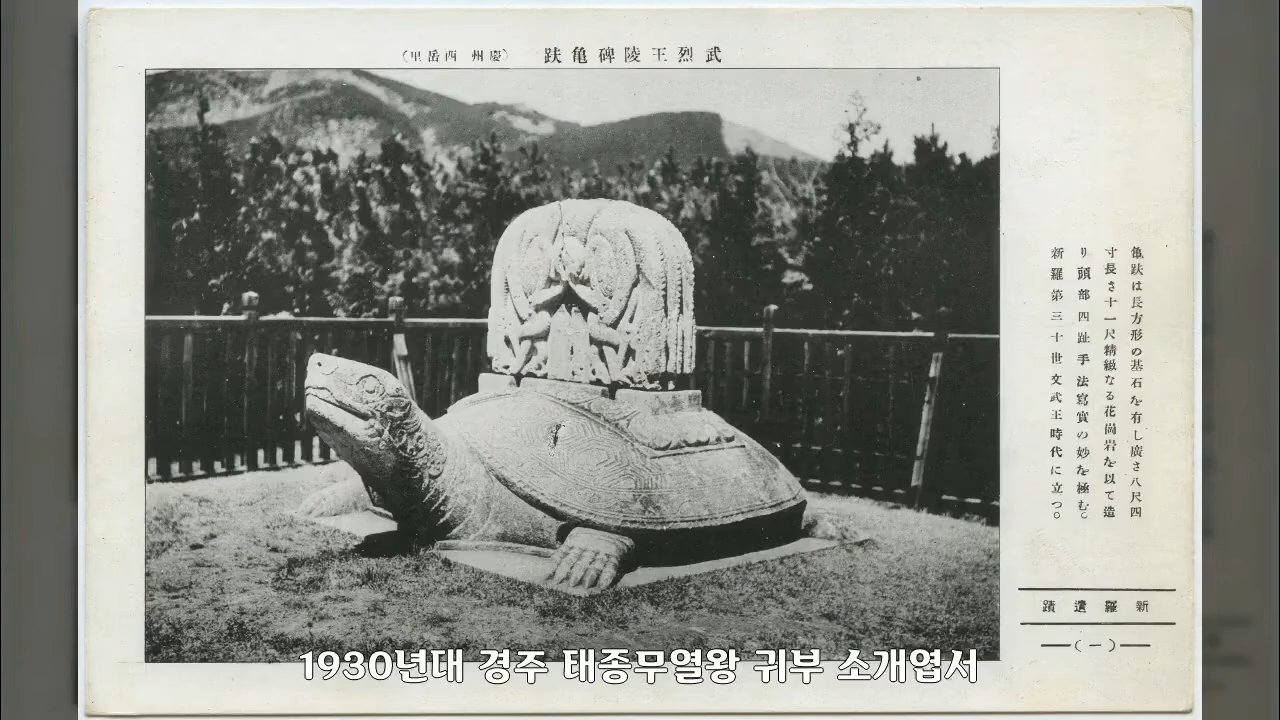 武烈王陵碑亀趺 (慶州 西岳里)
亀趺は長方形の基石を有し廣さ八尺四
寸長さ十一尺精緻なる花崗岩を以て造
り頭部四趾手法寫實の妙を極む。
新羅第三十世文武王時代に立つ。
新羅遺蹟
(一)
1930년대 경주 태종무열왕 귀부 소개엽서